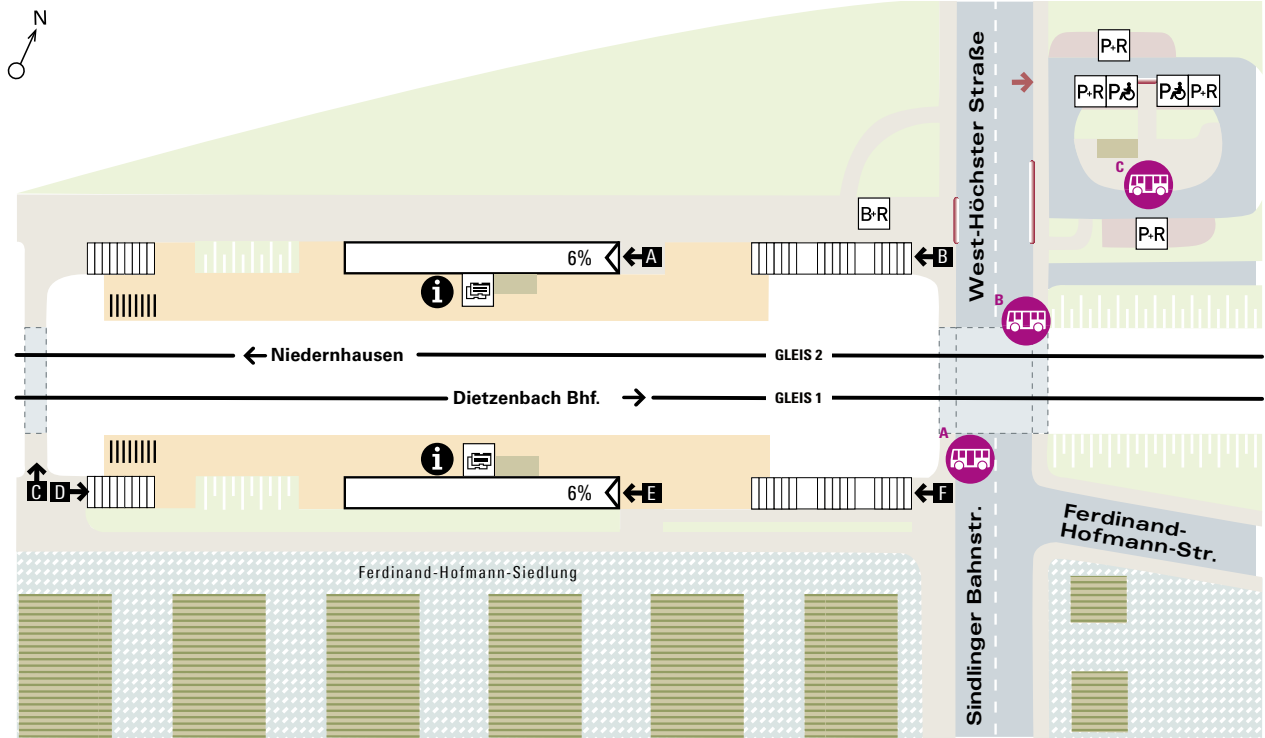 N
West-Höchster Straße
P+R
P+R P P P+R
C
B+R
P+R
6% A
B
i
B
Niedernhausen
GLEIS 2
Dietzenbach Bhf.
GLEIS 1
A
i
C D
6% E
F
Ferdinand-
Hofmann-Str.
Ferdinand-Hofmann-Siedlung
Sindlinger Bahnstr.